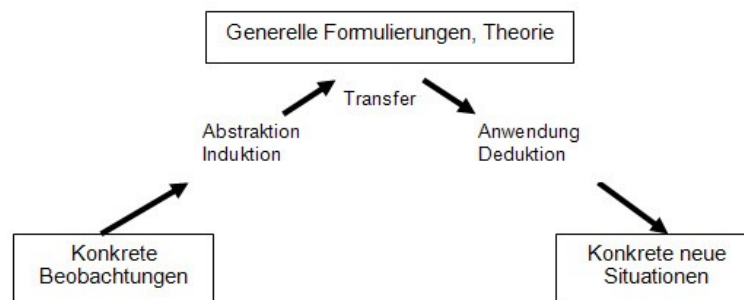 Generelle Formulierungen, Theorie
Transfer
Abstraktion
Induktion
Anwendung
Deduktion
Konkrete
Beobachtungen
Konkrete neue
Situationen